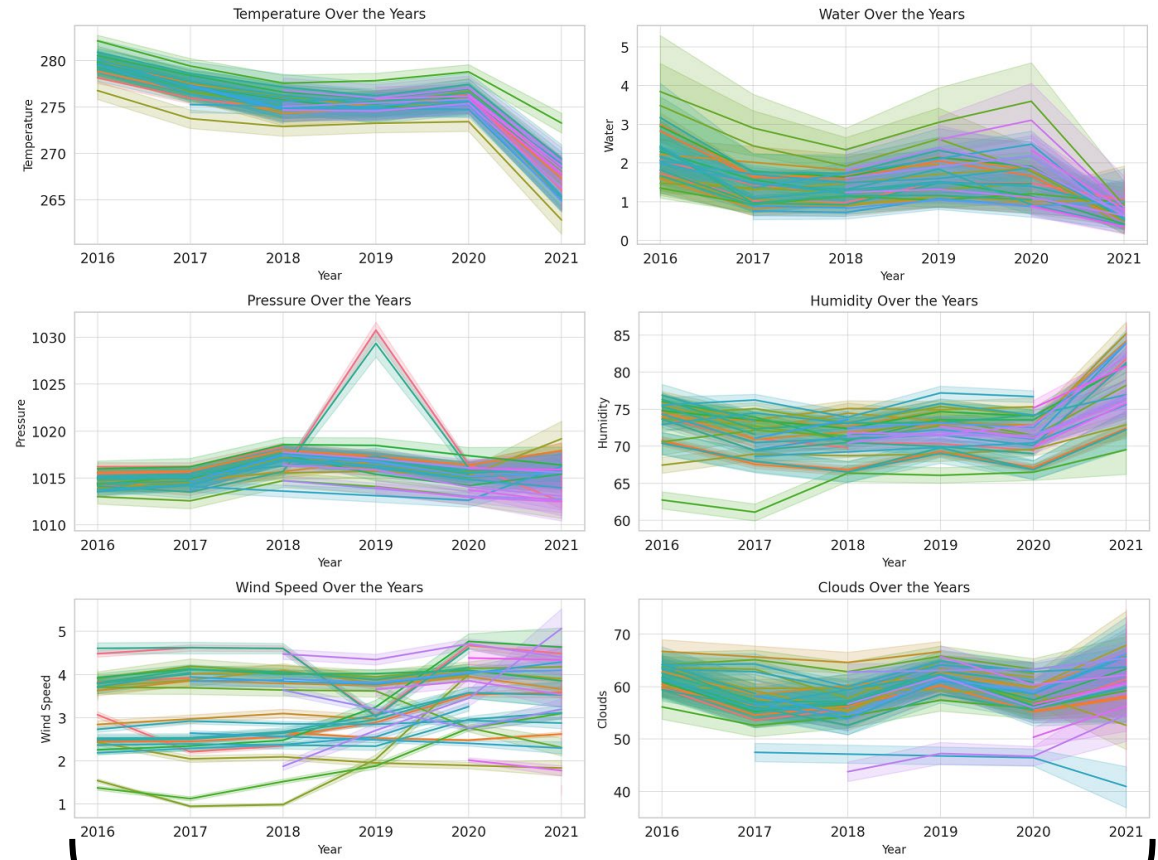 Temperature Over the Years
Water Over the Years
Temperature
280
275
270
265
2016 2017 2018 2019 2020 2021
Year
Water
5
4
3
2
1
0
2016 2017 2018 2019 2020 2021
Year
Pressure Over the Years
Humidity Over the Years
Pressure
1030
1025
1020
1015
1010
2016 2017 2018 2019 2020 2021
Year
Humidity
85
80
75
70
65
60
2016 2017 2018 2019 2020 2021
Year
Wind Speed Over the Years
Clouds Over the Years
Wind Speed
5
4
3
2
1
2016 2017 2018 2019 2020 2021
Year
Clouds
70
60
50
40
2016 2017 2018 2019 2020 2021
Year